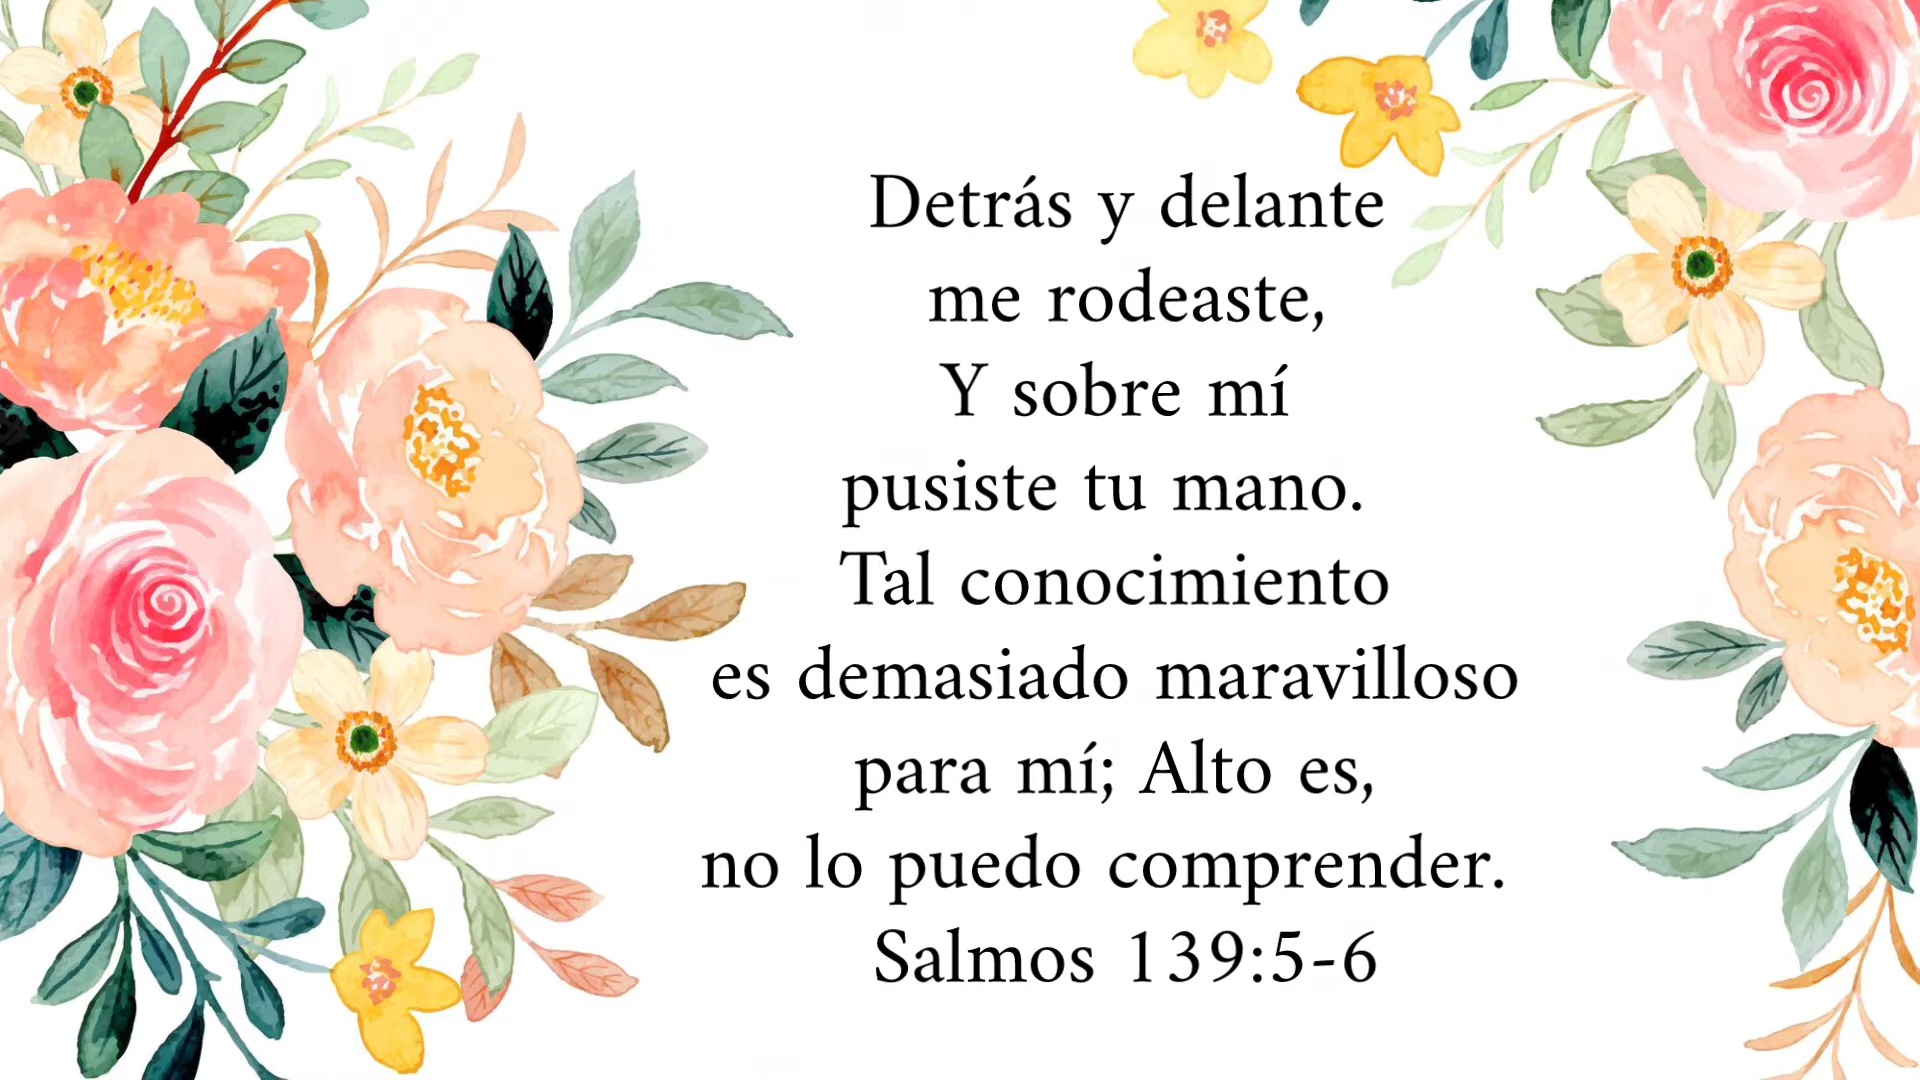 Detrás y delante
me rodeaste,
Y sobre mí
pusiste tu mano.
Tal conocimiento
es demasiado maravilloso
para mí; Alto es,
no lo puedo comprender.
Salmos 139:5-6